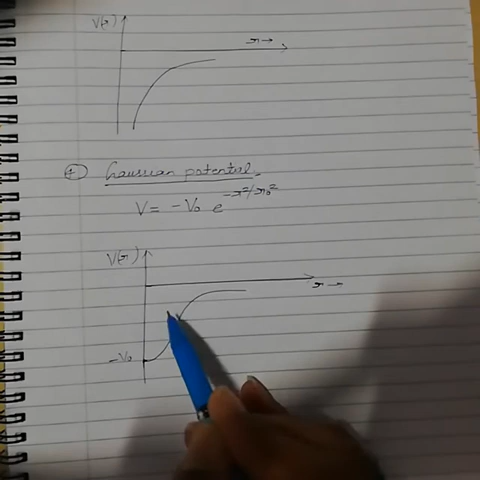 V(r)
r→
④ Gaussian potential.
V = -V₀ e^{-r²/r₀²}
V(r)
r→
-V₀